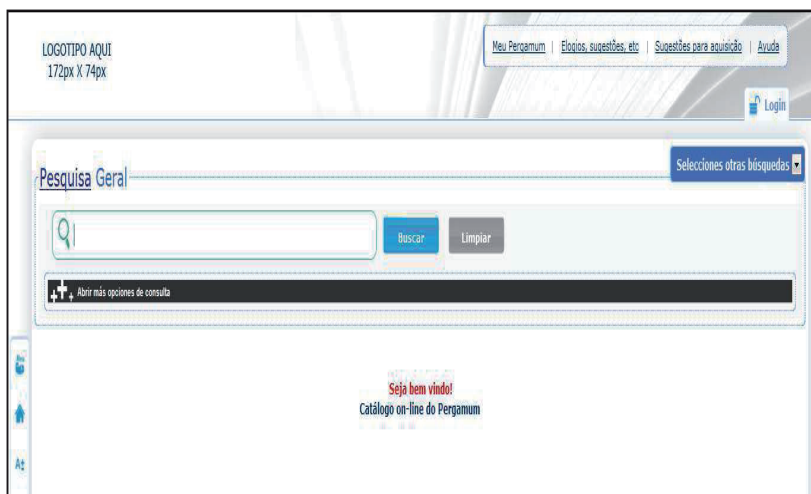 LOGOTIPO AQUI
172px X 74px
Meu Pergamum | Elogios, sugestões, etc | Sugestões para aquisição | Ayuda
Login
Selecciones otras búsquedas
Pesquisa Geral
Buscar
Limpiar
Abrir más opciones de consulta
Seja bem vindo!
Catálogo on-line do Pergamum
A±